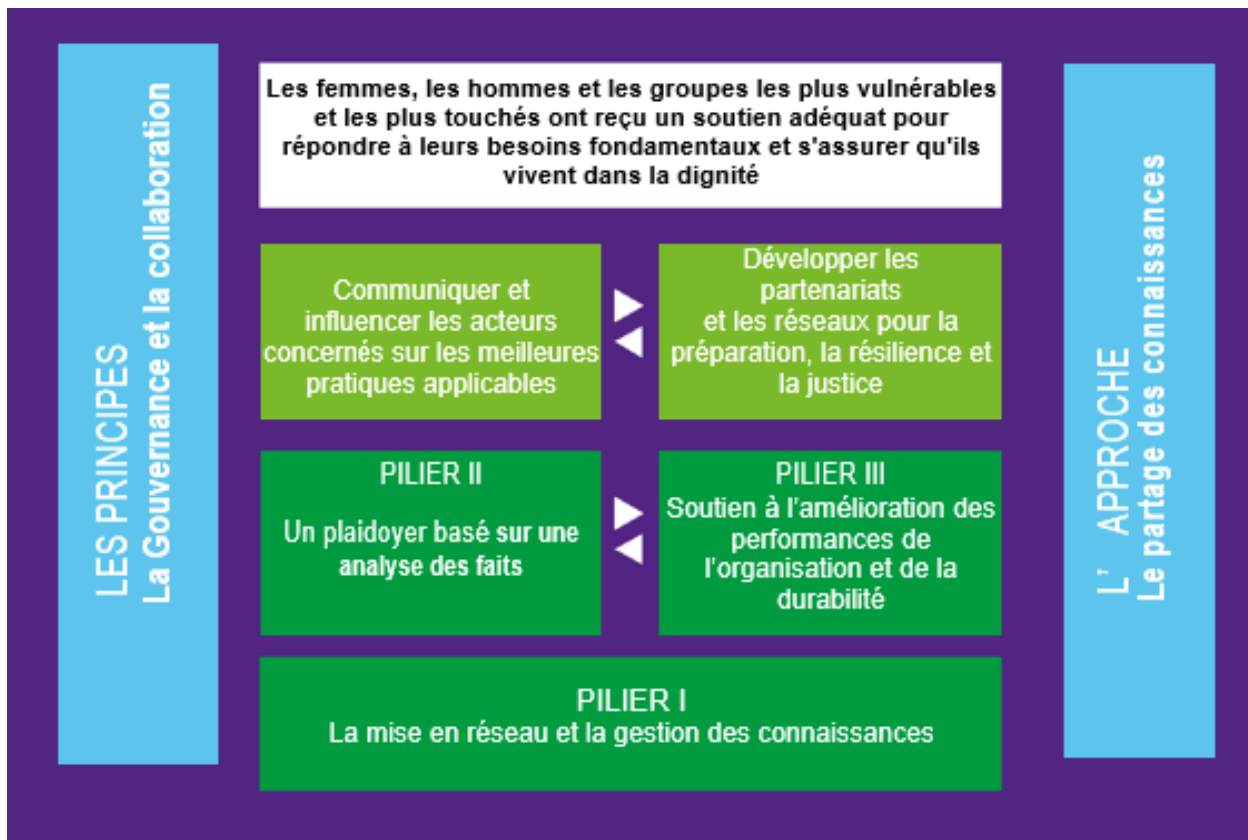 LES PRINCIPES
La Gouvernance et la collaboration
Les femmes, les hommes et les groupes les plus vulnérables
et les plus touchés ont reçu un soutien adéquat pour
répondre à leurs besoins fondamentaux et s'assurer qu'ils
vivent dans la dignité
Communiquer et
influencer les acteurs
concernés sur les meilleures
pratiques applicables
Développer les
partenariats
et les réseaux pour la
préparation, la résilience et
la justice
PILIER II
Un plaidoyer basé sur une
analyse des faits
PILIER III
Soutien à l'amélioration des
performances de
l'organisation et de la
durabilité
PILIER I
La mise en réseau et la gestion des connaissances
L' APPROCHE
Le partage des connaissances